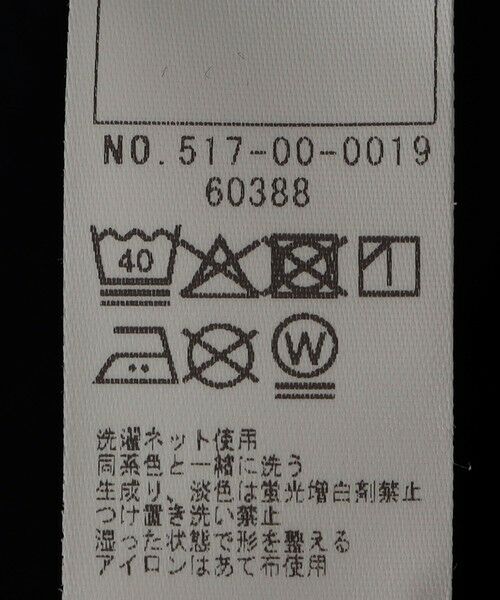 NO. 517-00-0019
60388
40
W
洗濯ネット使用
同系色と一緒に洗う
生成り、淡色は蛍光増白剤禁止
つけ置き洗い禁止
湿った状態で形を整える
アイロンはあて布使用